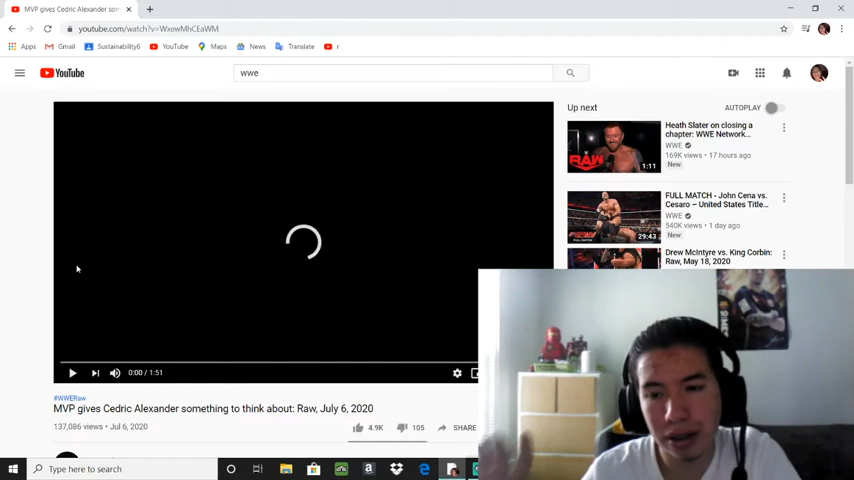 MVP gives Cedric Alexander som
youtube.com/watch?v=WxewMhCEaWM
Apps
Gmail
Sustainability6
YouTube
Maps
News
Translate
r
YouTube
wwe
Up next
AUTOPLAY
Heath Slater on closing a
chapter: WWE Network...
WWE
169K views • 17 hours ago
New
RAW
1:11
FULL MATCH - John Cena vs.
Cesaro – United States Title...
WWE
540K views • 1 day ago
New
FULL MATCH
29:43
Drew McIntyre vs. King Corbin:
Raw, May 18, 2020
0:00 / 1:51
#WWERaw
MVP gives Cedric Alexander something to think about: Raw, July 6, 2020
137,086 views • Jul 6, 2020
4.9K
105
SHARE
Type here to search